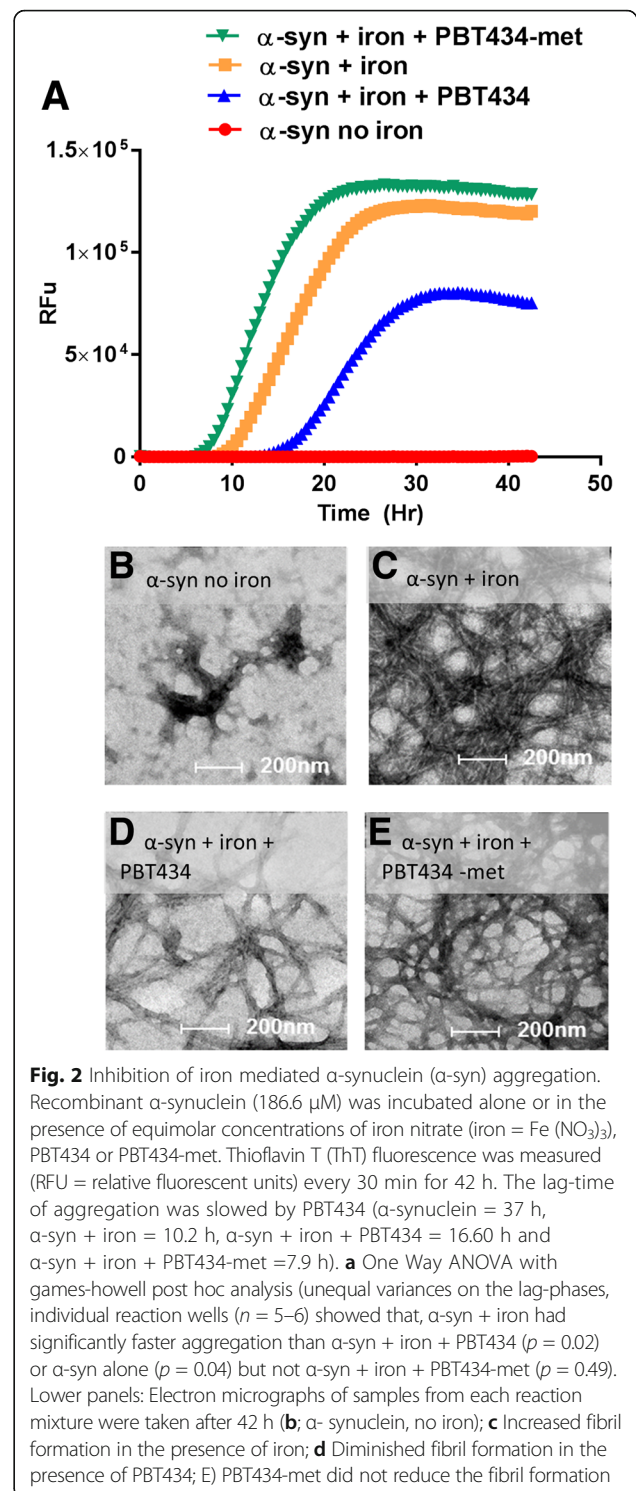 α-syn + iron + PBT434-met
α-syn + iron
α-syn + iron + PBT434
α-syn no iron
A
1.5×10⁵
1×10⁵
5×10⁴
0
RFu
0 10 20 30 40 50
Time (Hr)
B α-syn no iron
200nm
C α-syn + iron
200nm
D α-syn + iron +
PBT434
200nm
E α-syn + iron +
PBT434 -met
200nm
Fig. 2 Inhibition of iron mediated α-synuclein (α-syn) aggregation.
Recombinant α-synuclein (186.6 μM) was incubated alone or in the
presence of equimolar concentrations of iron nitrate (iron = Fe (NO₃)₃),
PBT434 or PBT434-met. Thioflavin T (ThT) fluorescence was measured
(RFU = relative fluorescent units) every 30 min for 42 h. The lag-time
of aggregation was slowed by PBT434 (α-synuclein = 37 h,
α-syn + iron = 10.2 h, α-syn + iron + PBT434 = 16.60 h and
α-syn + iron + PBT434-met =7.9 h). a One Way ANOVA with
games-howell post hoc analysis (unequal variances on the lag-phases,
individual reaction wells (n = 5–6) showed that, α-syn + iron had
significantly faster aggregation than α-syn + iron + PBT434 (p = 0.02)
or α-syn alone (p = 0.04) but not α-syn + iron + PBT434-met (p = 0.49).
Lower panels: Electron micrographs of samples from each reaction
mixture were taken after 42 h (b; α- synuclein, no iron); c Increased fibril
formation in the presence of iron; d Diminished fibril formation in the
presence of PBT434; E) PBT434-met did not reduce the fibril formation